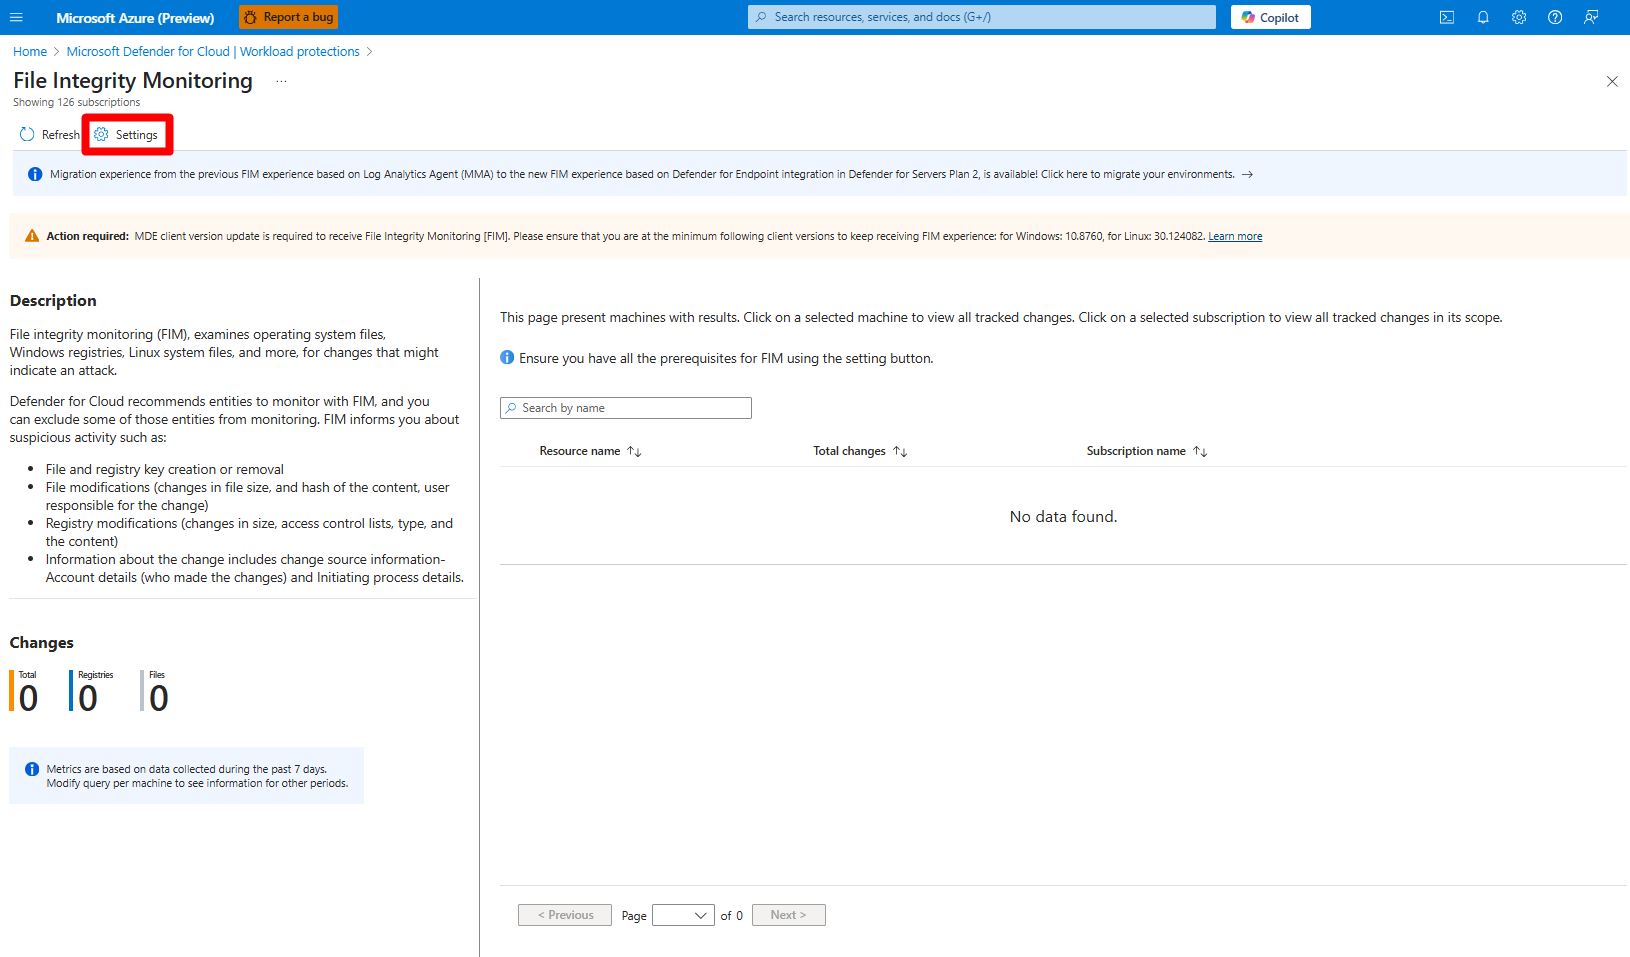 Microsoft Azure (Preview)
Report a bug
Search resources, services, and docs (G+/)
Copilot
Home > Microsoft Defender for Cloud | Workload protections >
File Integrity Monitoring ...
Showing 126 subscriptions
Refresh
Settings
Migration experience from the previous FIM experience based on Log Analytics Agent (MMA) to the new FIM experience based on Defender for Endpoint integration in Defender for Servers Plan 2, is available! Click here to migrate your environments. →
Action required: MDE client version update is required to receive File Integrity Monitoring [FIM]. Please ensure that you are at the minimum following client versions to keep receiving FIM experience: for Windows: 10.8760, for Linux: 30.124082. Learn more
Description
File integrity monitoring (FIM), examines operating system files,
Windows registries, Linux system files, and more, for changes that might
indicate an attack.
Defender for Cloud recommends entities to monitor with FIM, and you
can exclude some of those entities from monitoring. FIM informs you about
suspicious activity such as:
• File and registry key creation or removal
• File modifications (changes in file size, and hash of the content, user
responsible for the change)
• Registry modifications (changes in size, access control lists, type, and
the content)
• Information about the change includes change source information-
Account details (who made the changes) and Initiating process details.
Changes
Total
Registries
Files
0
0
0
Metrics are based on data collected during the past 7 days.
Modify query per machine to see information for other periods.
This page present machines with results. Click on a selected machine to view all tracked changes. Click on a selected subscription to view all tracked changes in its scope.
Ensure you have all the prerequisites for FIM using the setting button.
Search by name
Resource name ↑↓
Total changes ↑↓
Subscription name ↑↓
No data found.
< Previous
Page
of 0
Next >